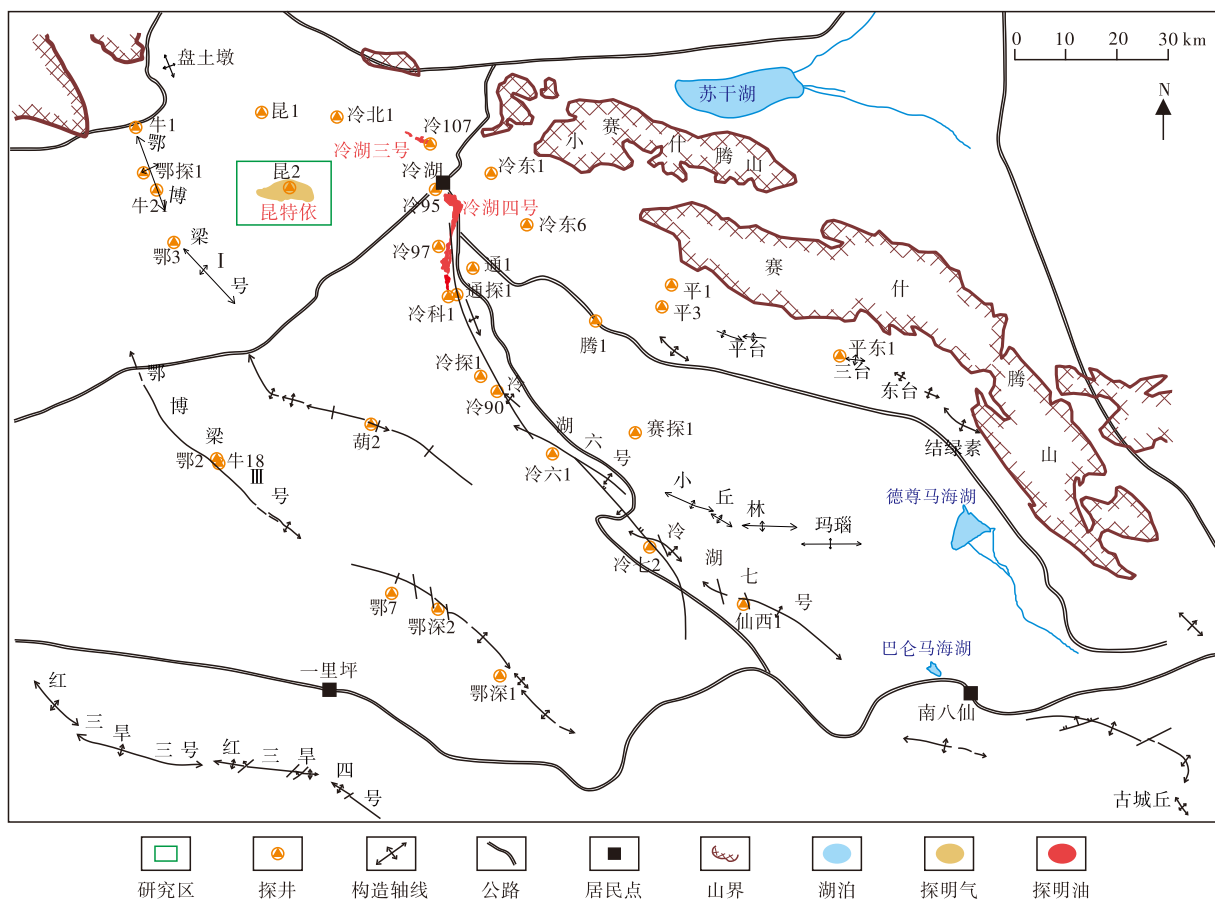 盘土墩
0 10 20 30 km
N
苏干湖
昆1
冷北1
冷107
牛1
冷湖三号
小赛什腾山
鄂博梁Ⅰ号
鄂探1
昆2
冷湖
冷东1
牛21
昆特依
冷95
冷湖四号
冷东6
鄂3
冷97
通1
赛什腾山
平1
通探1
平3
冷科1
腾1
平台
平东1
三台
鄂博梁Ⅲ号
冷探1
东台
冷90
冷湖六号
葫2
赛探1
结绿素
鄂2
牛18
冷六1
小丘林
德尊马海湖
玛瑙
冷七2
冷湖七号
鄂7
鄂深2
仙西1
一里坪
巴仑马海湖
鄂深1
南八仙
红三旱三号
红三旱四号
古城丘
研究区
探井
构造轴线
公路
居民点
山界
湖泊
探明气
探明油